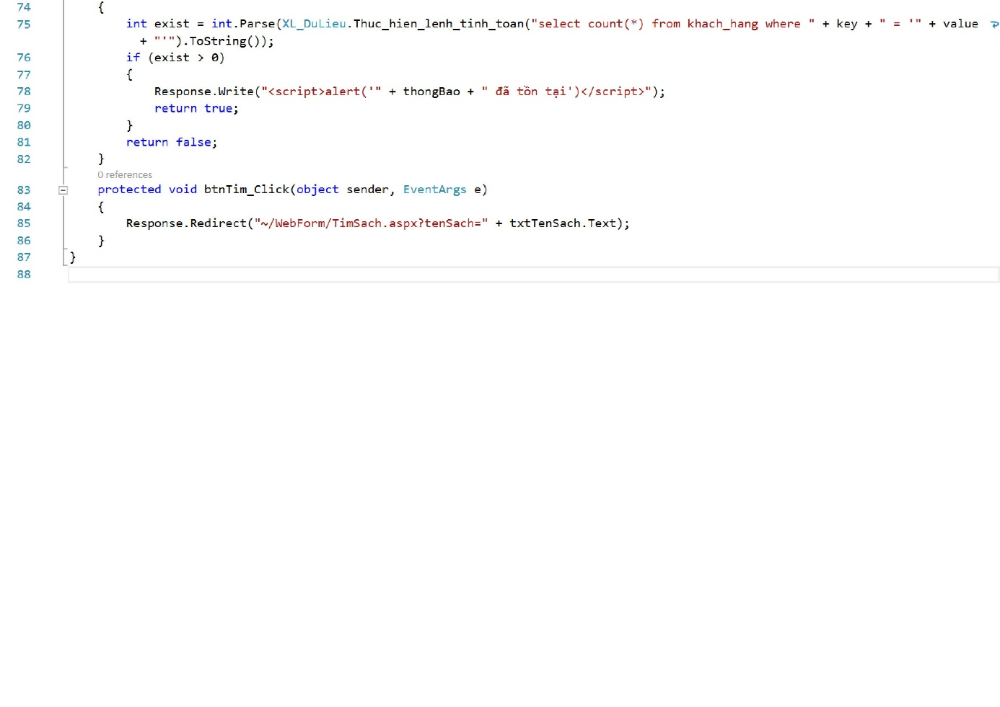 74 {
75 int exist = int.Parse(XL_DuLieu.Thuc_hien_lenh_tinh_toan("select count(*) from khach_hang where " + key + " = '" + value
+ "'").ToString());
76 if (exist > 0)
77 {
78 Response.Write("<script>alert('" + thongBao + " đã tồn tại')</script>");
79 return true;
80 }
81 return false;
82 }
0 references
83 protected void btnTim_Click(object sender, EventArgs e)
84 {
85 Response.Redirect("~/WebForm/TimSach.aspx?tenSach=" + txtTenSach.Text);
86 }
87 }
88